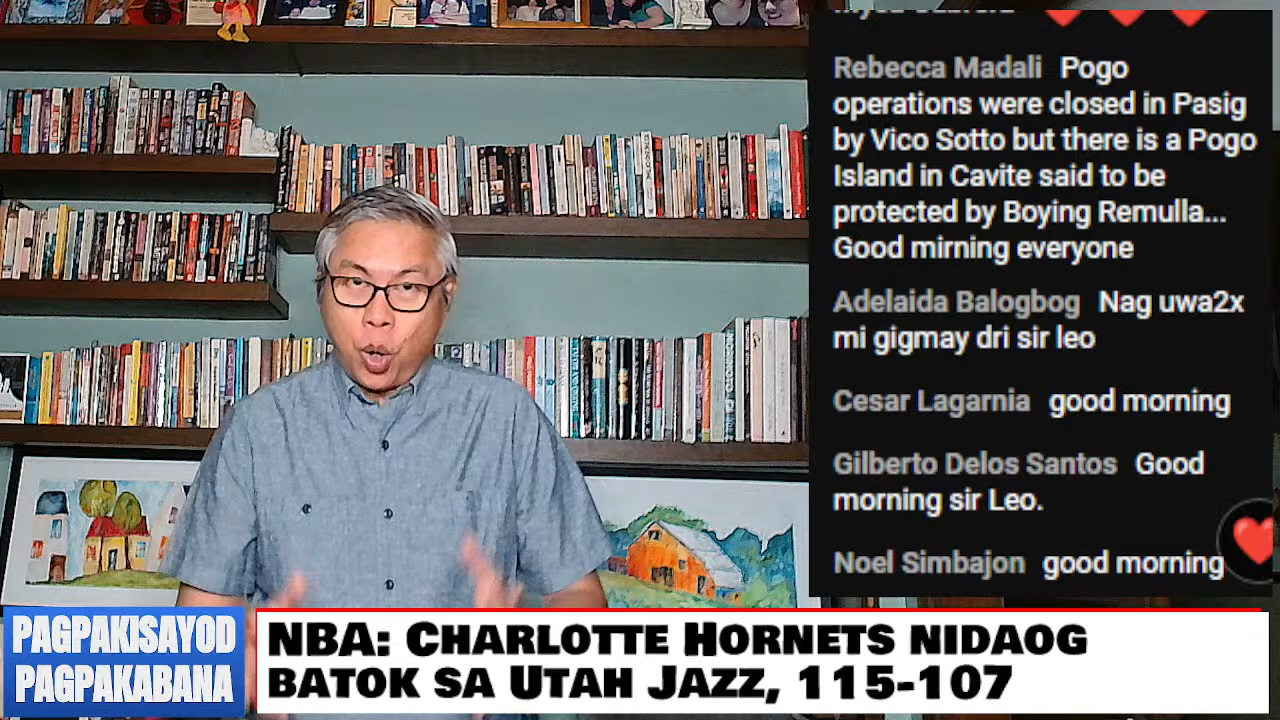 Rebecca Madali Pogo
operations were closed in Pasig
by Vico Sotto but there is a Pogo
Island in Cavite said to be
protected by Boying Remulla...
Good mirning everyone
Adelaida Balogbog Nag uwa2x
mi gigmay dri sir leo
Cesar Lagarnia good morning
Gilberto Delos Santos Good
morning sir Leo.
Noel Simbajon good morning
PAGPAKISAYOD
PAGPAKABANA
NBA: CHARLOTTE HORNETS NIDAOG
BATOK SA UTAH JAZZ, 115-107